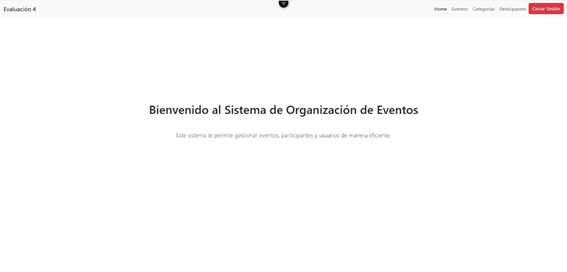 Evaluación 4
Home Eventos Categorías Participantes Cerrar Sesión
Bienvenido al Sistema de Organización de Eventos
Este sistema te permite gestionar eventos, participantes y usuarios de manera eficiente.